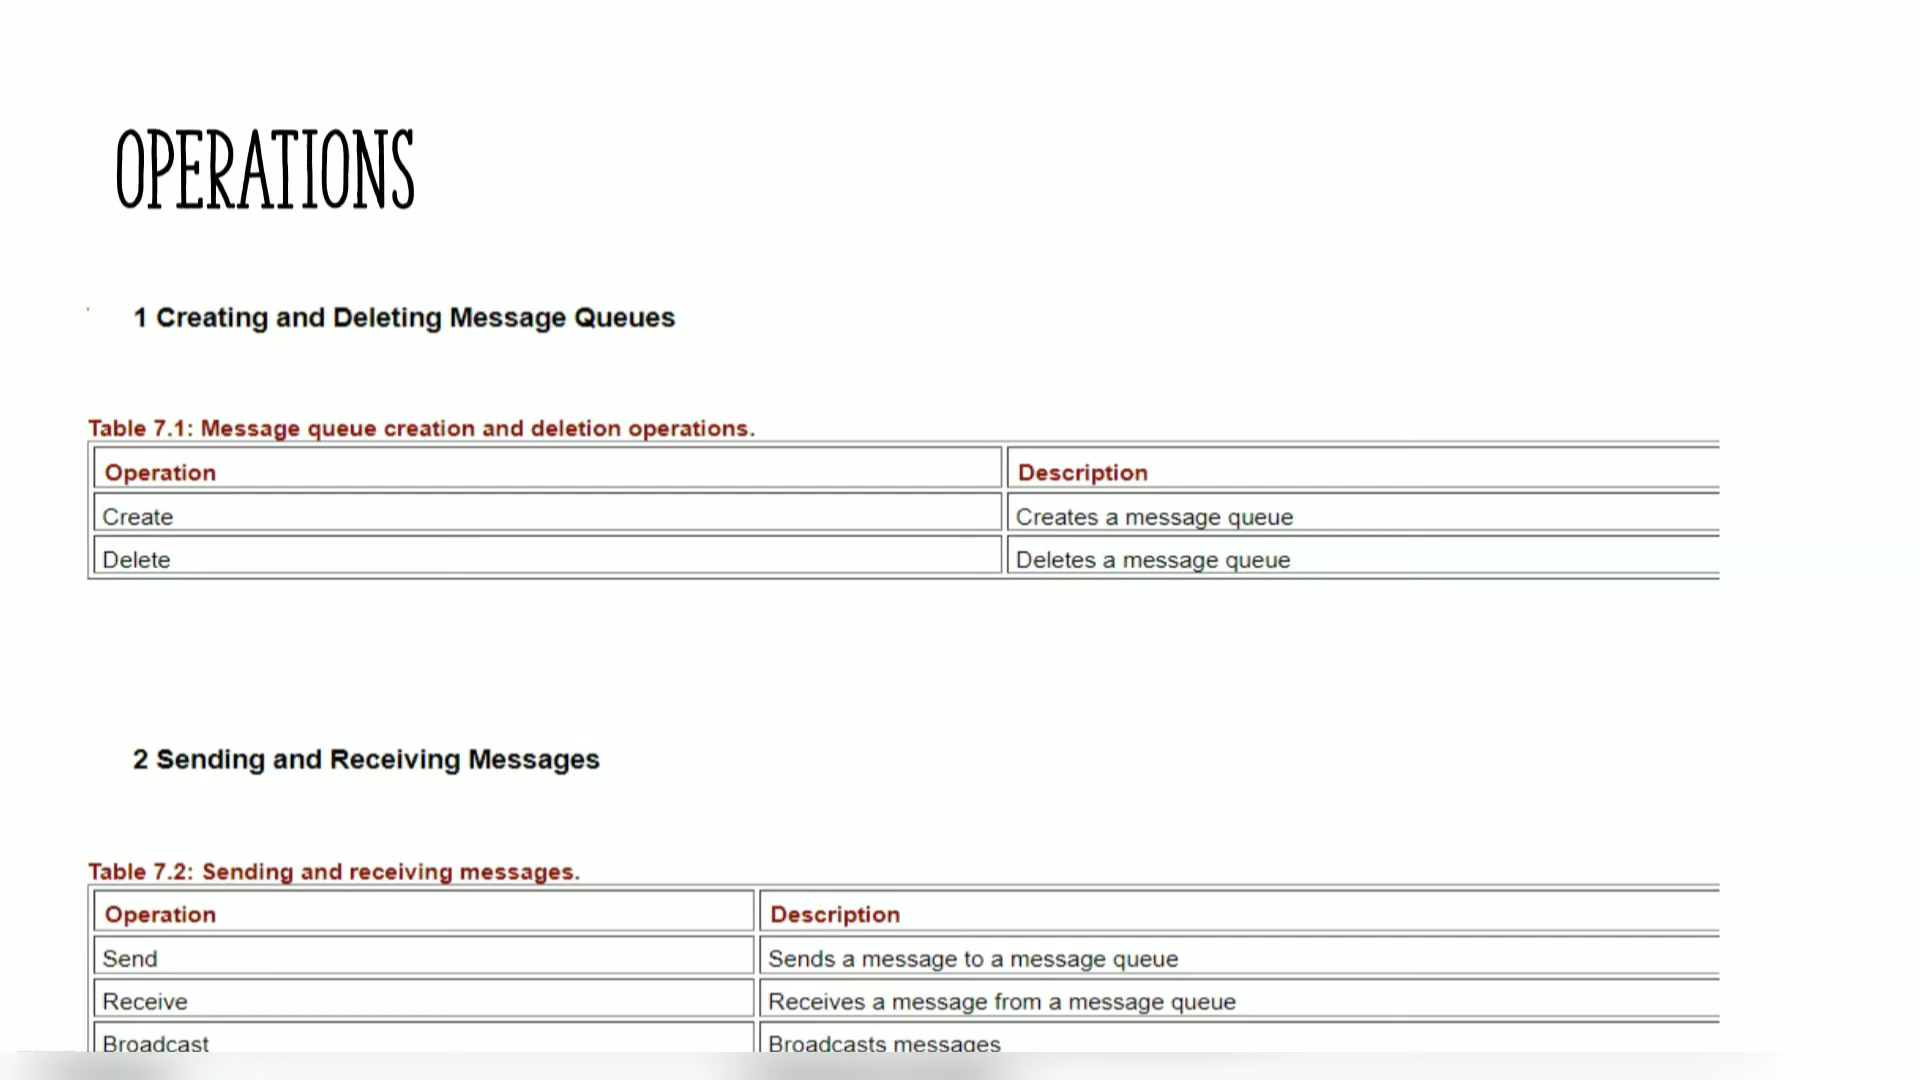 OPERATIONS
1 Creating and Deleting Message Queues
Table 7.1: Message queue creation and deletion operations.
Operation Description
Create Creates a message queue
Delete Deletes a message queue
2 Sending and Receiving Messages
Table 7.2: Sending and receiving messages.
Operation Description
Send Sends a message to a message queue
Receive Receives a message from a message queue
Broadcast Broadcasts messages